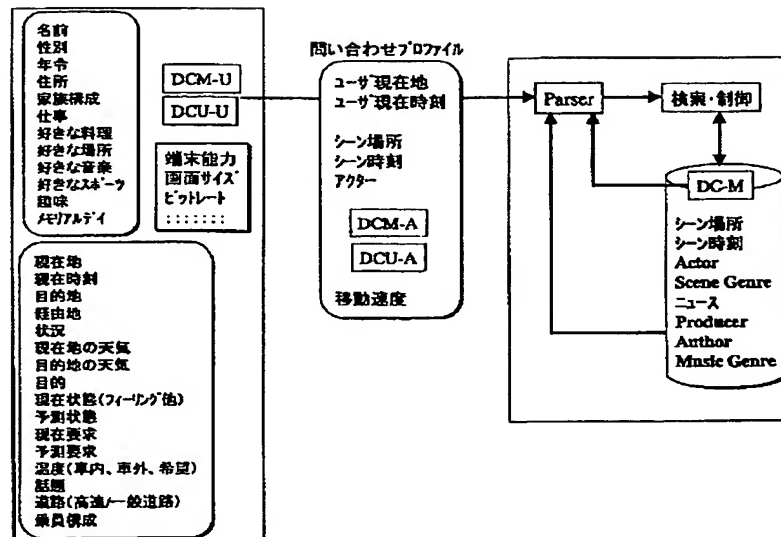 名前
性別
年令
住所
家族構成
仕事
好きな料理
好きな場所
好きな音楽
好きなスポーツ
趣味
メモリアルデイ
DCM-U
DCU-U
端末能力
画面サイズ
ビットレート
:::::::
現在地
現在時刻
目的地
経由地
状況
現在地の天気
目的地の天気
目的
現在状態(フィーリング他)
予測状態
現在要求
予測要求
温度(車内、車外、希望)
話題
道路(高速/一般道路)
乗員構成
問い合わせプロファイル
ユーザ現在地
ユーザ現在時刻
シーン場所
シーン時刻
アクター
DCM-A
DCU-A
移動速度
Parser
検索・制御
DC-M
シーン場所
シーン時刻
Actor
Scene Genre
ニュース
Producer
Author
Music Genre